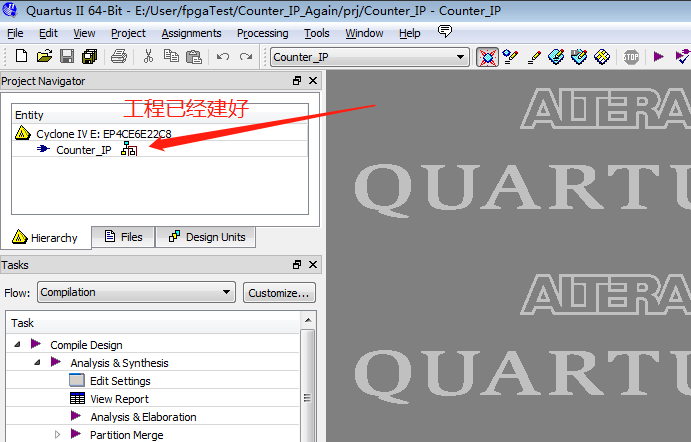 Quartus II 64-Bit - E:/User/fpgaTest/Counter_IP_Again/prj/Counter_IP - Counter_IP
File Edit View Project Assignments Processing Tools Window Help
Counter_IP
STOP
Project Navigator
工程已经建好
Entity
Cyclone IV E: EP4CE6E22C8
Counter_IP
Hierarchy Files Design Units
Tasks
Flow: Compilation Customize...
Task
Compile Design
Analysis & Synthesis
Edit Settings
View Report
Analysis & Elaboration
Partition Merge
ALTERA
QUARTU
ALTERA
QUARTU